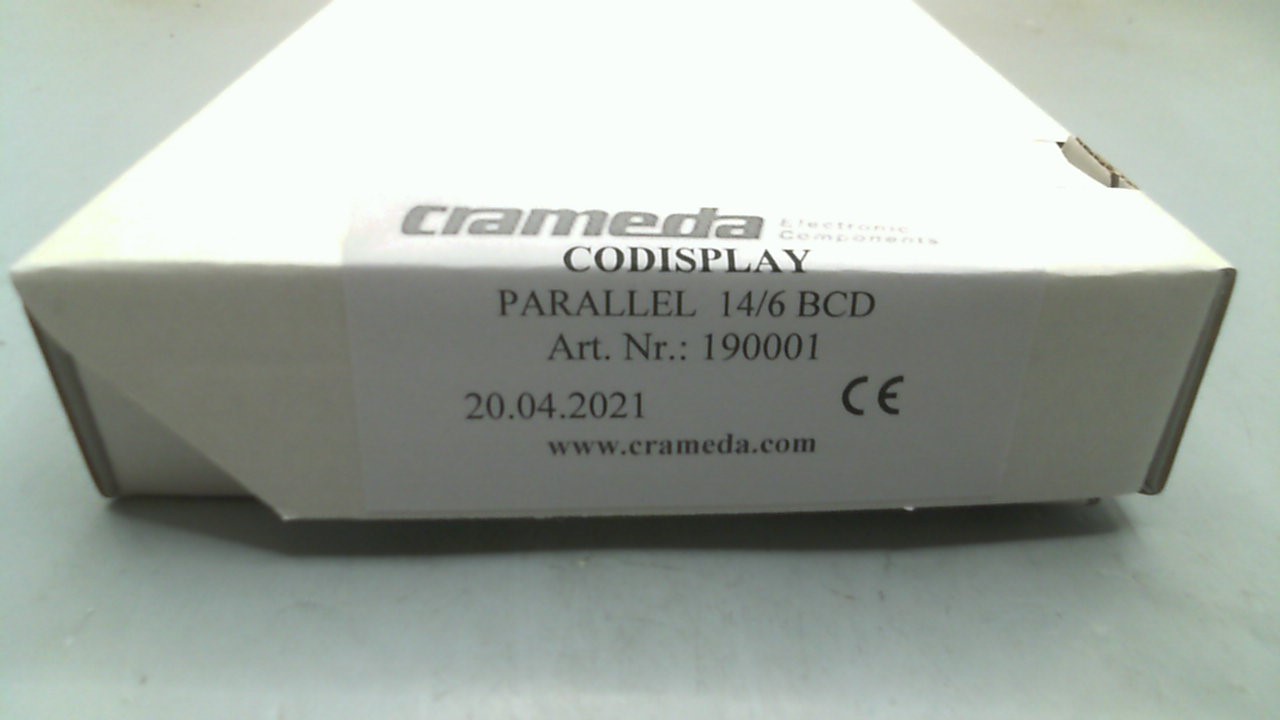 crameda Electronic
Components
CODISPLAY
PARALLEL 14/6 BCD
Art. Nr.: 190001
20.04.2021 CE
www.crameda.com